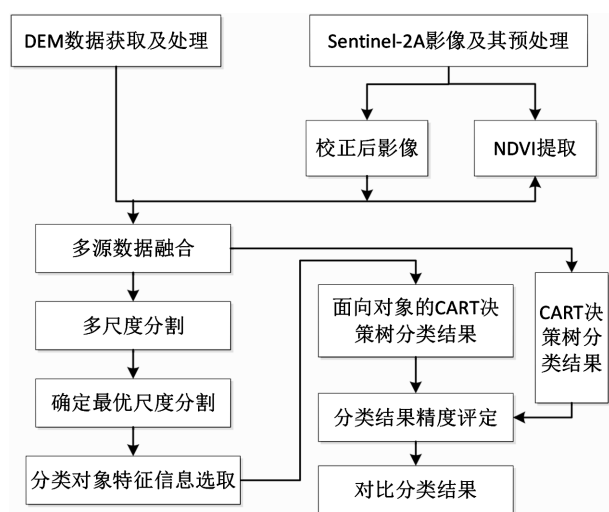 DEM数据获取及处理
Sentinel-2A影像及其预处理
校正后影像
NDVI提取
多源数据融合
多尺度分割
确定最优尺度分割
分类对象特征信息选取
面向对象的CART决
策树分类结果
CART决
策树分
类结果
分类结果精度评定
对比分类结果